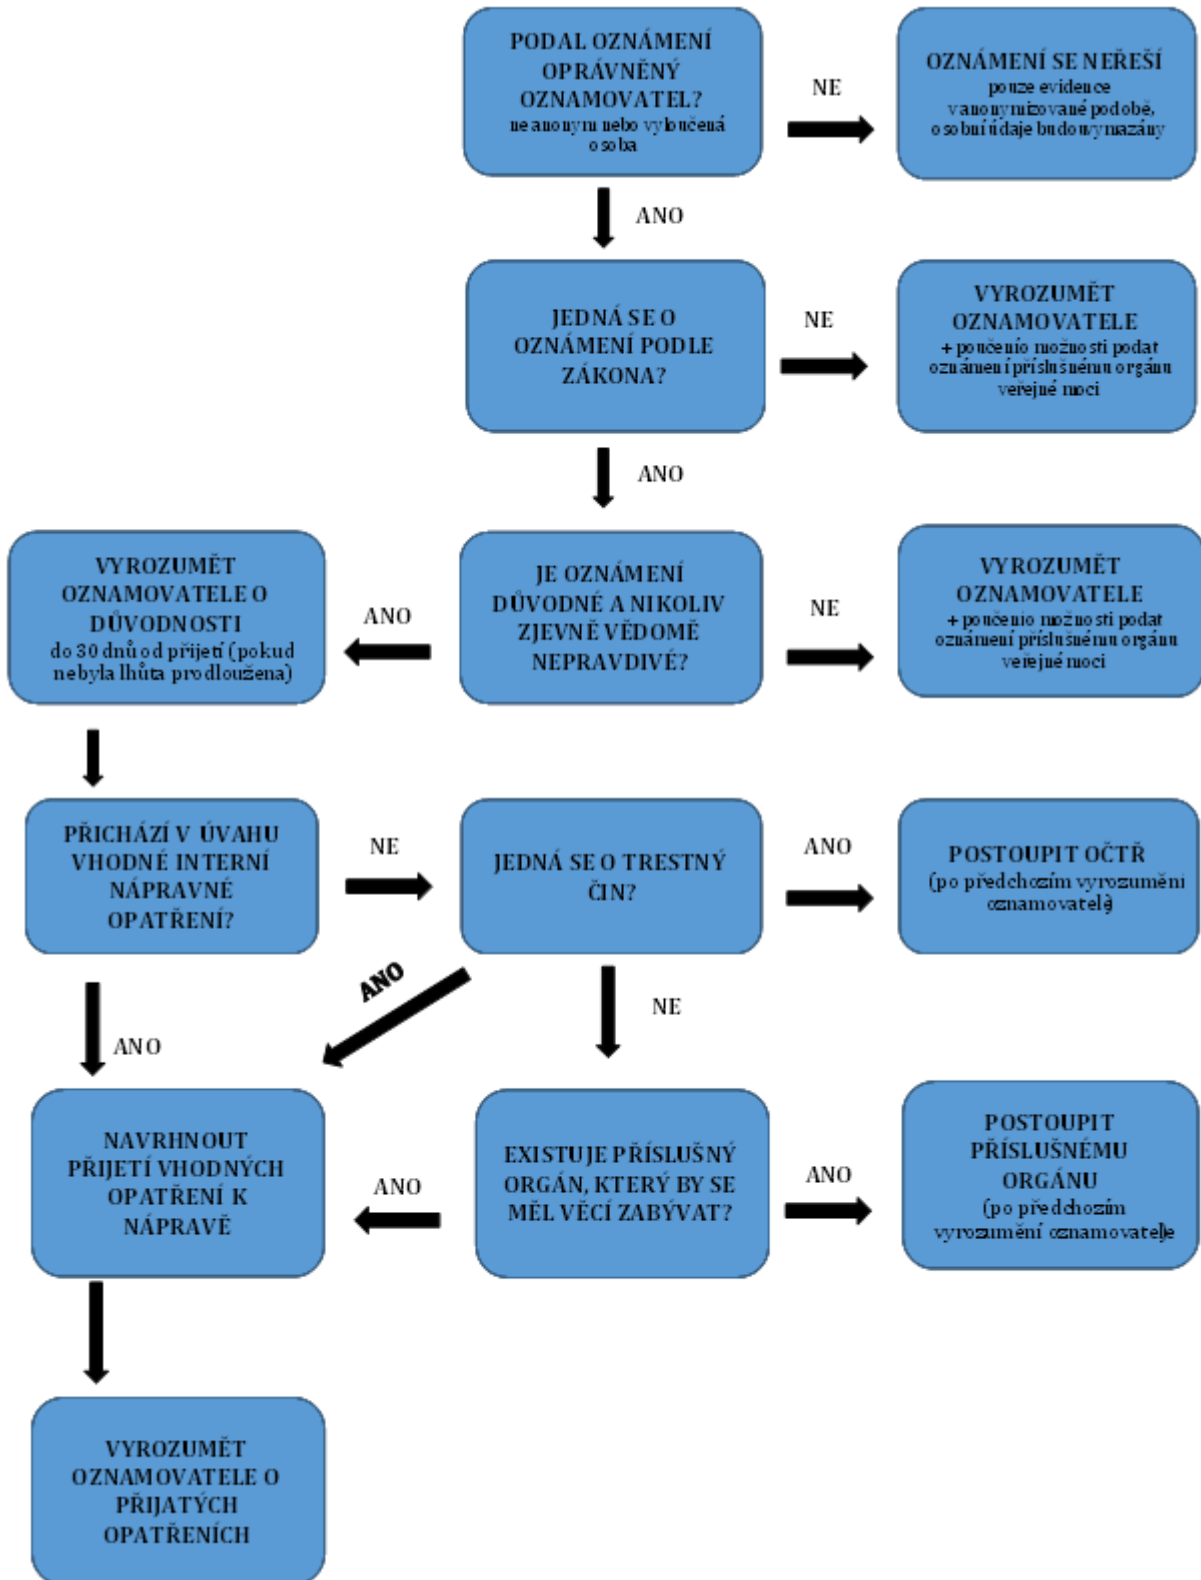 PODAL OZNÁMENÍ
OPRÁVNĚNÝ
OZNAMOVATEL?
ne anonym nebo vyloučená
osoba
NE
OZNÁMENÍ SE NEŘEŠÍ
pouze evidence
v anonymizované podobě,
osobní údaje budou vymazány
ANO
JEDNÁ SE O
OZNÁMENÍ PODLE
ZÁKONA?
NE
VYROZUMĚT
OZNAMOVATELE
+ poučení o možnosti podat
oznámení příslušnému orgánu
veřejné moci
ANO
VYROZUMĚT
OZNAMOVATELE O
DŮVODNOSTI
do 30 dnů od přijetí (pokud
nebyla lhůta prodloužena)
ANO
JE OZNÁMENÍ
DŮVODNÉ A NIKOLIV
ZJEVNĚ VĚDOMĚ
NEPRAVDIVÉ?
NE
VYROZUMĚT
OZNAMOVATELE
+ poučení o možnosti podat
oznámení příslušnému orgánu
veřejné moci
PŘICHÁZÍ V ÚVAHU
VHODNÉ INTERNÍ
NÁPRAVNÉ
OPATŘENÍ?
NE
JEDNÁ SE O TRESTNÝ
ČIN?
ANO
POSTOUPIT OČTŘ
(po předchozím vyrozumění
oznamovatele)
ANO
ANO
NE
NAVRHNOUT
PŘIJETÍ VHODNÝCH
OPATŘENÍ K
NÁPRAVĚ
ANO
EXISTUJE PŘÍSLUŠNÝ
ORGÁN, KTERÝ BY SE
MĚL VĚCÍ ZABÝVAT?
ANO
POSTOUPIT
PŘÍSLUŠNÉMU
ORGÁNU
(po předchozím
vyrozumění oznamovatele)
VYROZUMĚT
OZNAMOVATELE O
PŘIJATÝCH
OPATŘENÍCH